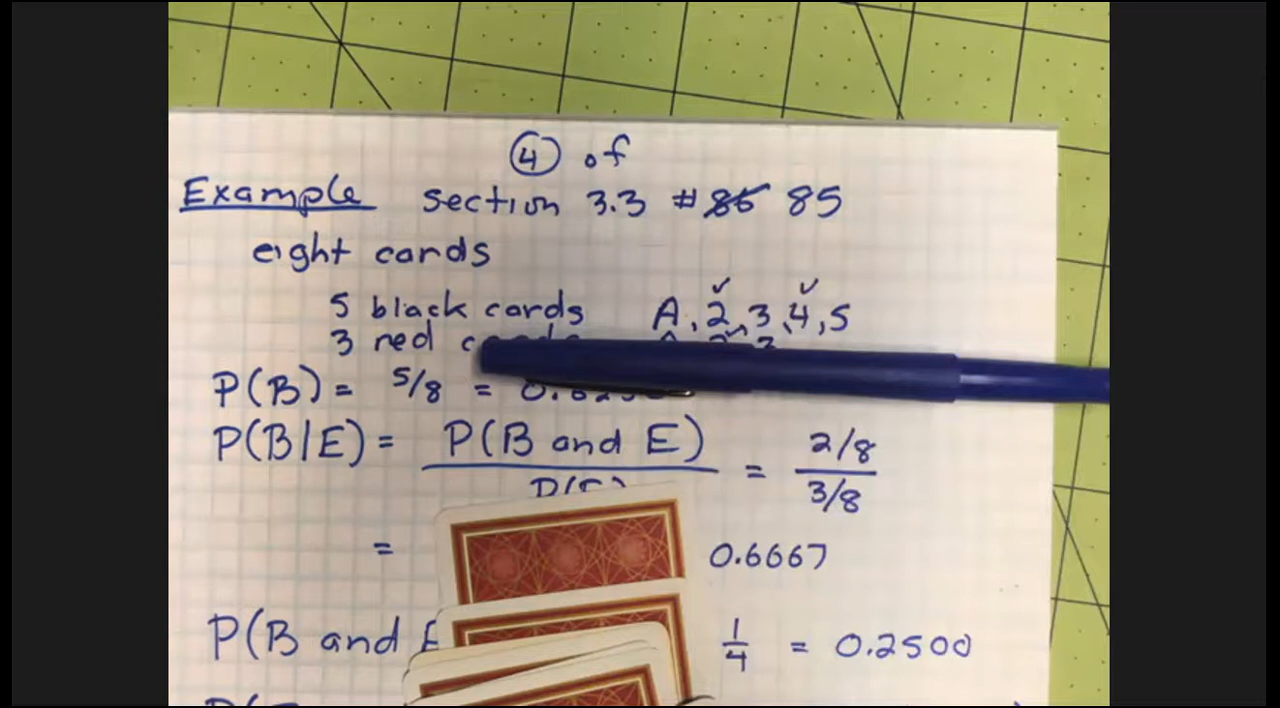 ④ of
Example section 3.3 # 85
eight cards
5 black cards A, 2, 3, 4, 5
3 red
P(B) = 5/8 =
P(B|E) = P(B and E) / P(E) = 2/8 / 3/8
= 0.6667
P(B and E 1/4 = 0.2500